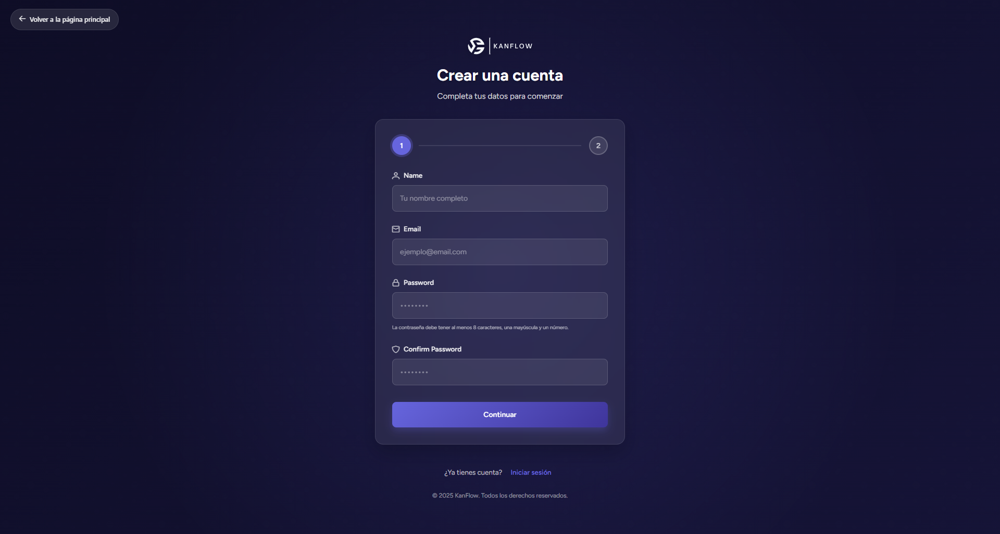 Volver a la página principal
KANFLOW
Crear una cuenta
Completa tus datos para comenzar
1
2
Name
Tu nombre completo
Email
ejemplo@email.com
Password
••••••••
La contraseña debe tener al menos 8 caracteres, una mayúscula y un número.
Confirm Password
••••••••
Continuar
¿Ya tienes cuenta? Iniciar sesión
© 2025 KanFlow. Todos los derechos reservados.